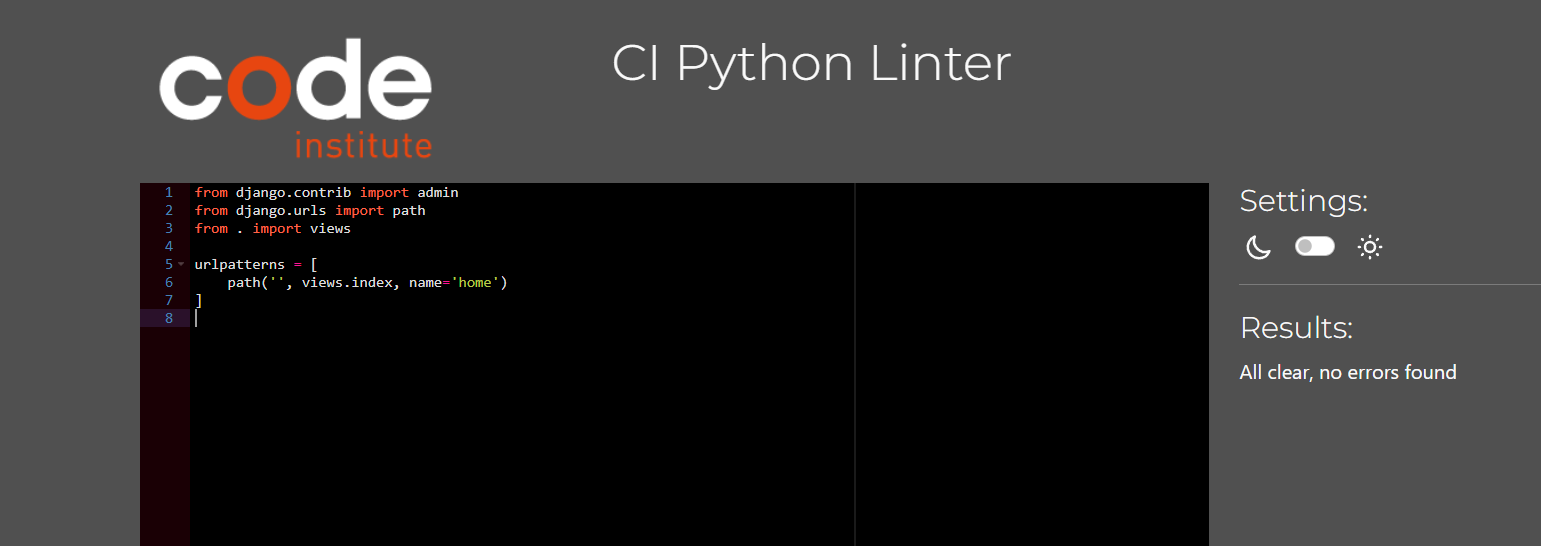 code
institute
CI Python Linter
1 from django.contrib import admin
2 from django.urls import path
3 from . import views
4
5 urlpatterns = [
6     path('', views.index, name='home')
7 ]
8
Settings:
Results:
All clear, no errors found